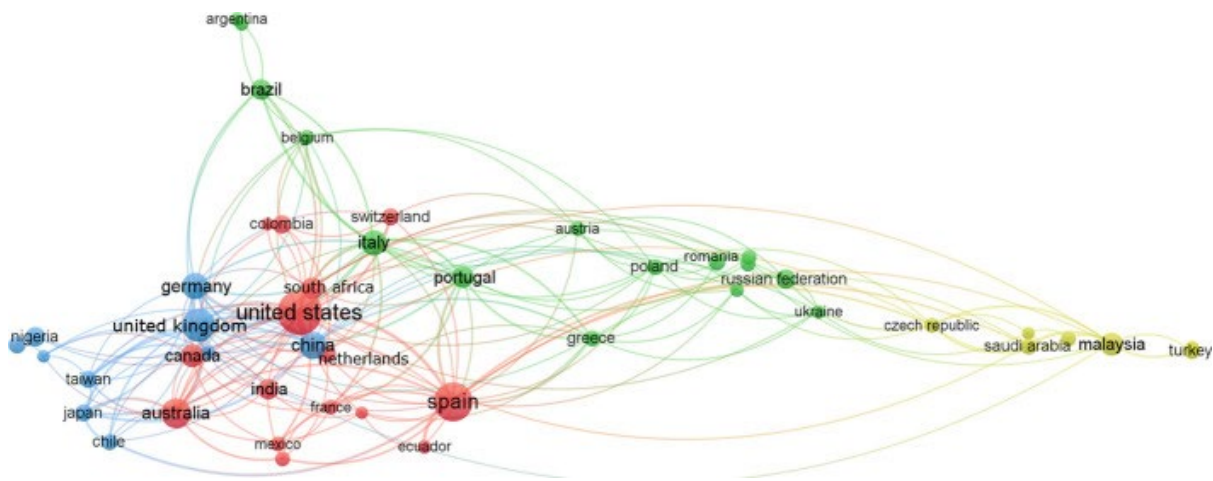 argentina
brazil
belgium
colombia
switzerland
italy
austria
germany
south africa
portugal
poland
romania
russian federation
united states
ukraine
united kingdom
nigeria
china
netherlands
greece
czech republic
saudi arabia
malaysia
turkey
canada
taiwan
india
japan
australia
france
spain
chile
mexico
ecuador